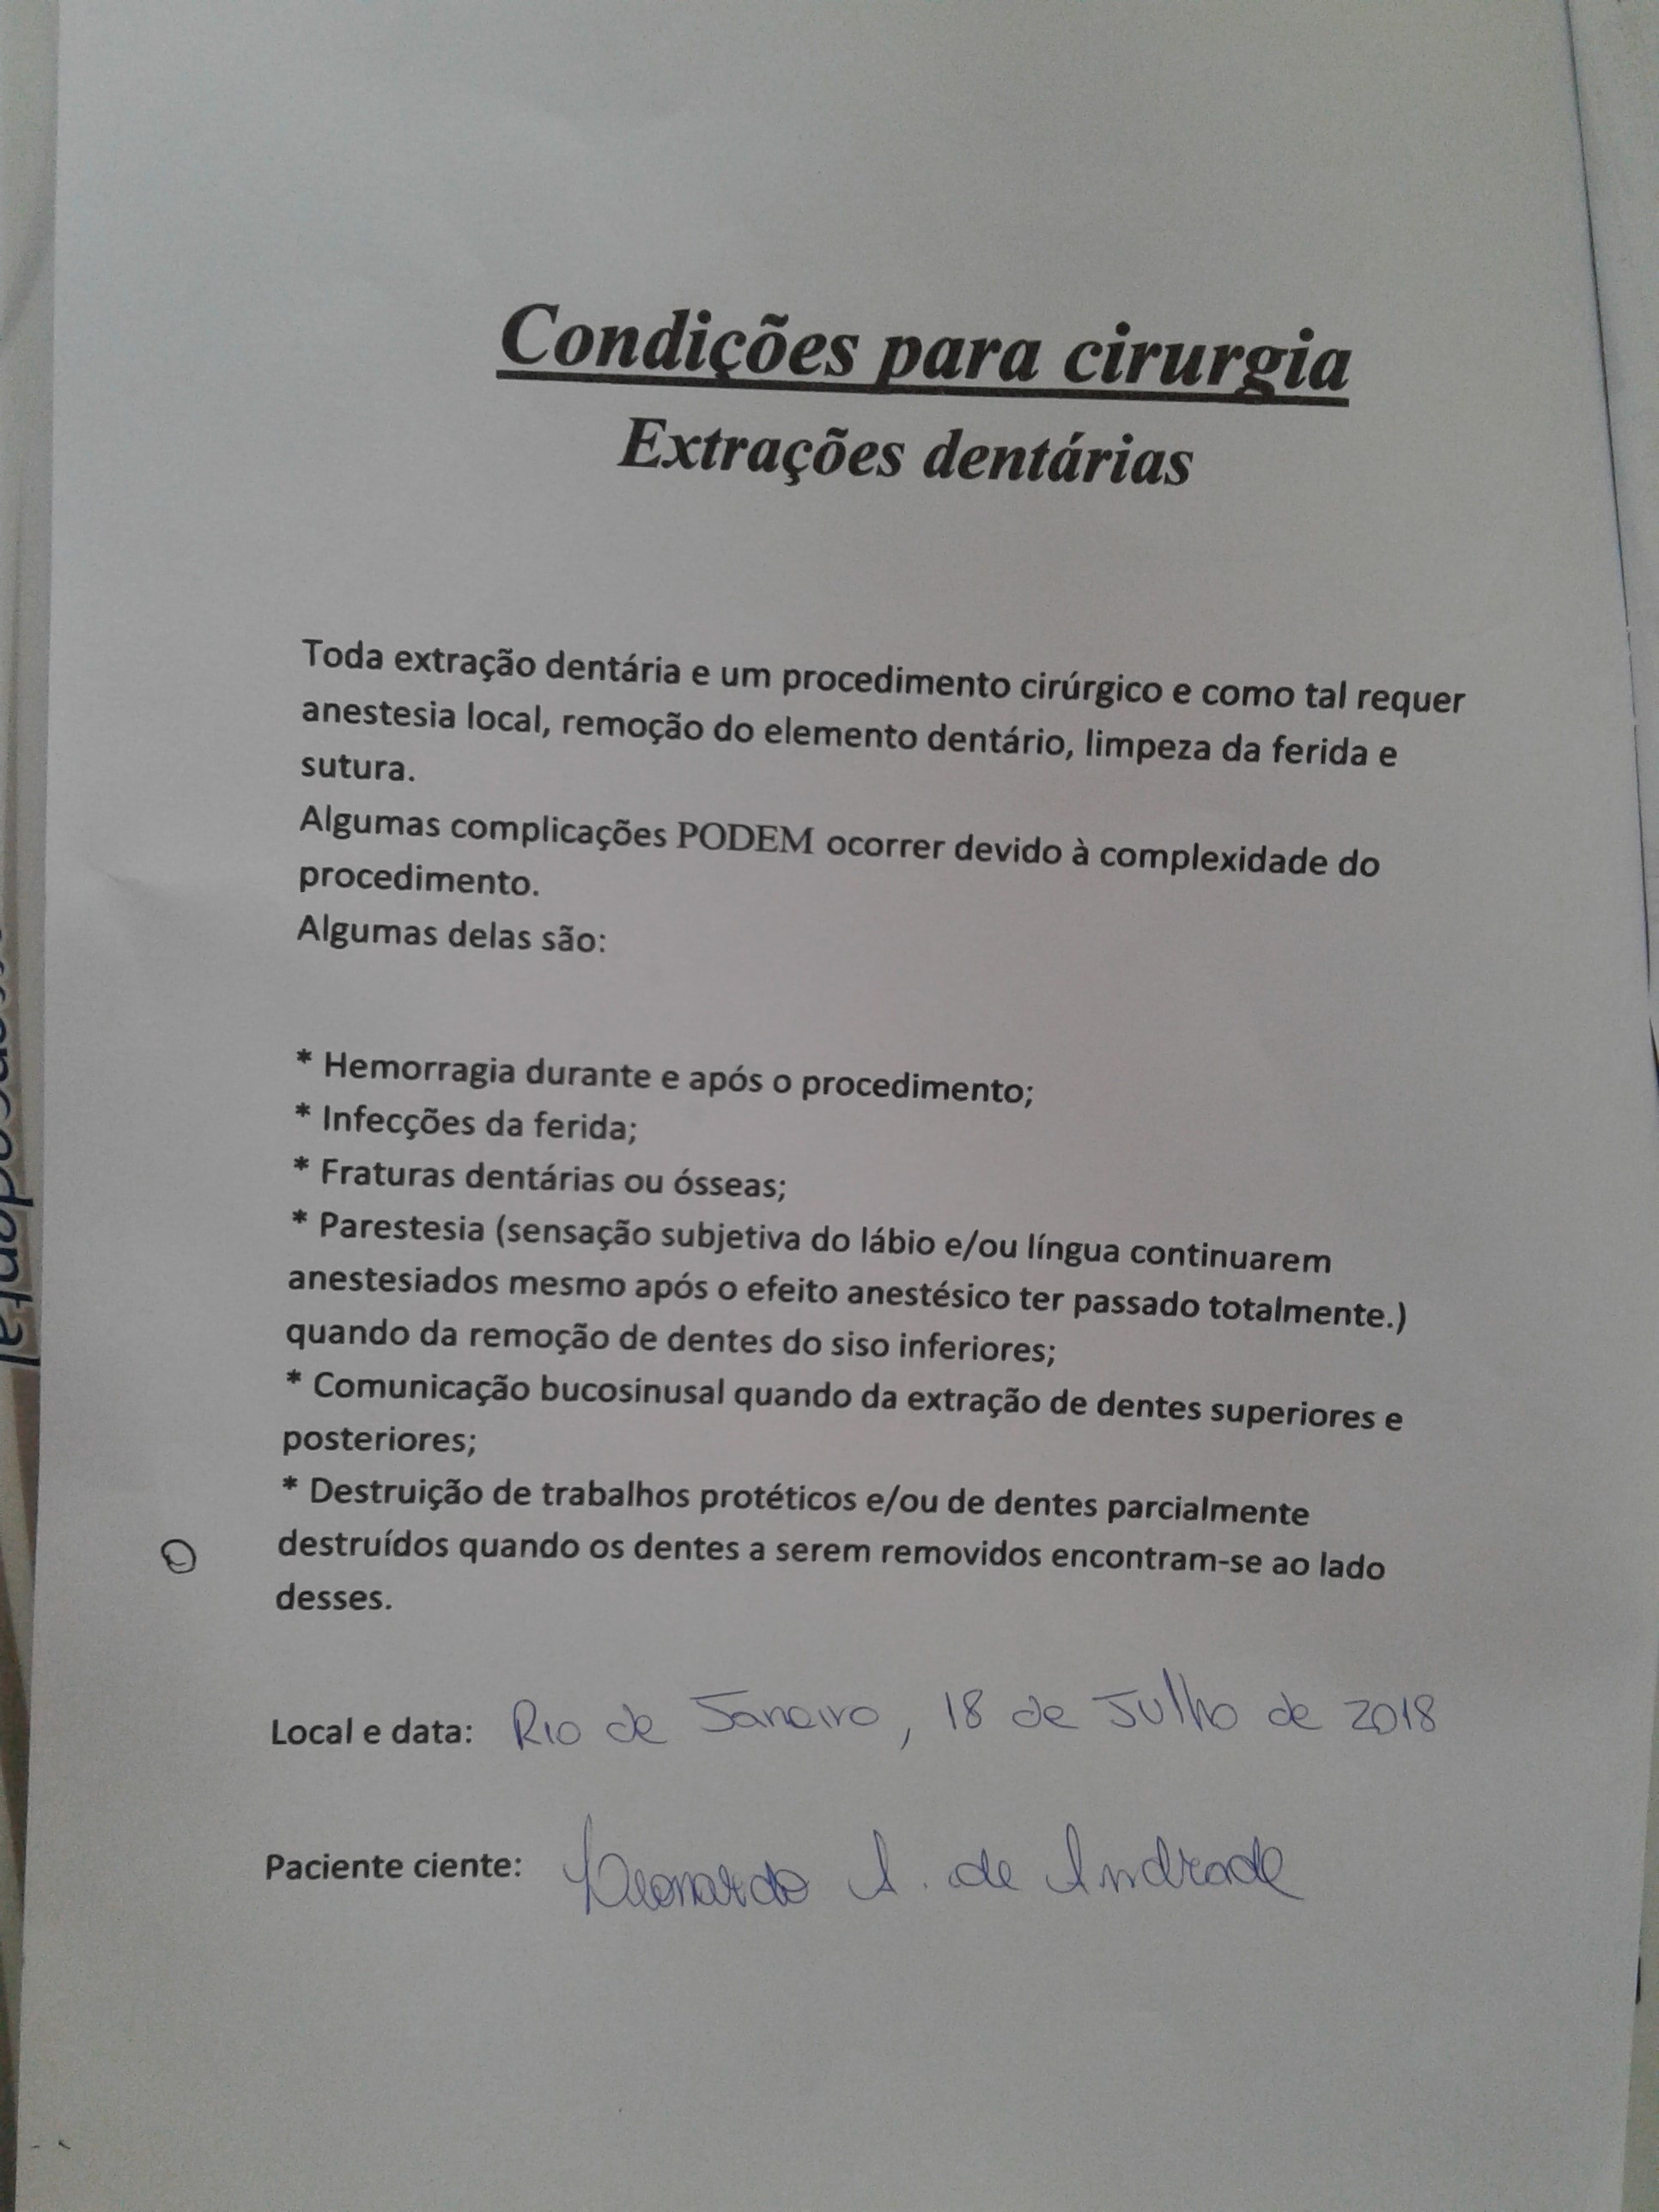 Condições para cirurgia
Extrações dentárias
Toda extração dentária e um procedimento cirúrgico e como tal requer
anestesia local, remoção do elemento dentário, limpeza da ferida e
sutura.
Algumas complicações PODEM ocorrer devido à complexidade do
procedimento.
Algumas delas são:
* Hemorragia durante e após o procedimento;
* Infecções da ferida;
* Fraturas dentárias ou ósseas;
* Parestesia (sensação subjetiva do lábio e/ou língua continuarem
anestesiados mesmo após o efeito anestésico ter passado totalmente.)
quando da remoção de dentes do siso inferiores;
* Comunicação bucosinusal quando da extração de dentes superiores e
posteriores;
* Destruição de trabalhos protéticos e/ou de dentes parcialmente
destruídos quando os dentes a serem removidos encontram-se ao lado
desses.
Local e data: Rio de Janeiro, 18 de Julho de 2018
Paciente ciente: Leonardo A. de Andrade